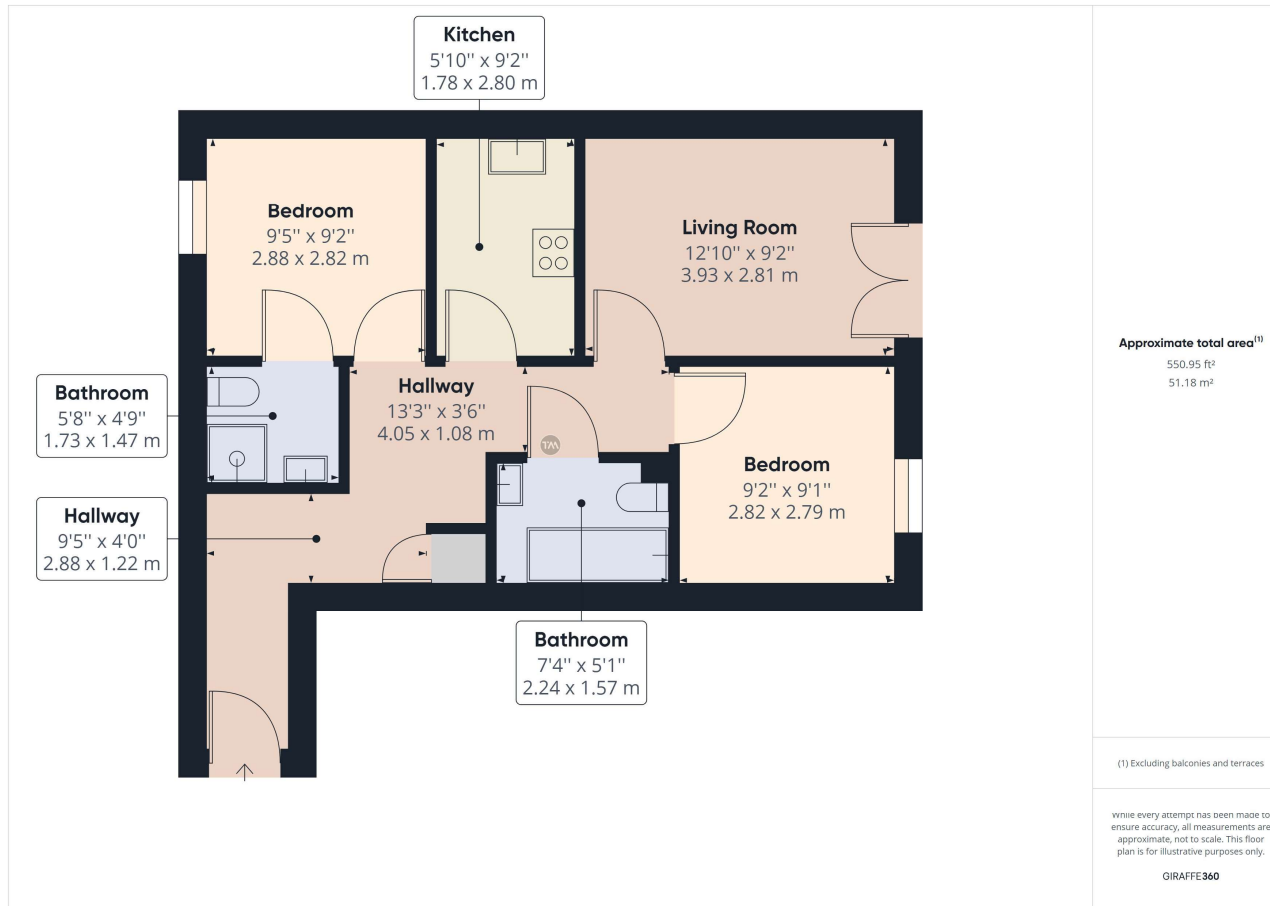 Kitchen
5'10'' x 9'2''
1.78 x 2.80 m
Bedroom
9'5'' x 9'2''
2.88 x 2.82 m
Living Room
12'10'' x 9'2''
3.93 x 2.81 m
Bathroom
5'8'' x 4'9''
1.73 x 1.47 m
Hallway
13'3'' x 3'6''
4.05 x 1.08 m
TM
Bedroom
9'2'' x 9'1''
2.82 x 2.79 m
Hallway
9'5'' x 4'0''
2.88 x 1.22 m
Bathroom
7'4'' x 5'1''
2.24 x 1.57 m
Approximate total area(1)
550.95 ft²
51.18 m²
(1) Excluding balconies and terraces
While every attempt has been made to
ensure accuracy, all measurements are
approximate, not to scale. This floor
plan is for illustrative purposes only.
GIRAFFE360